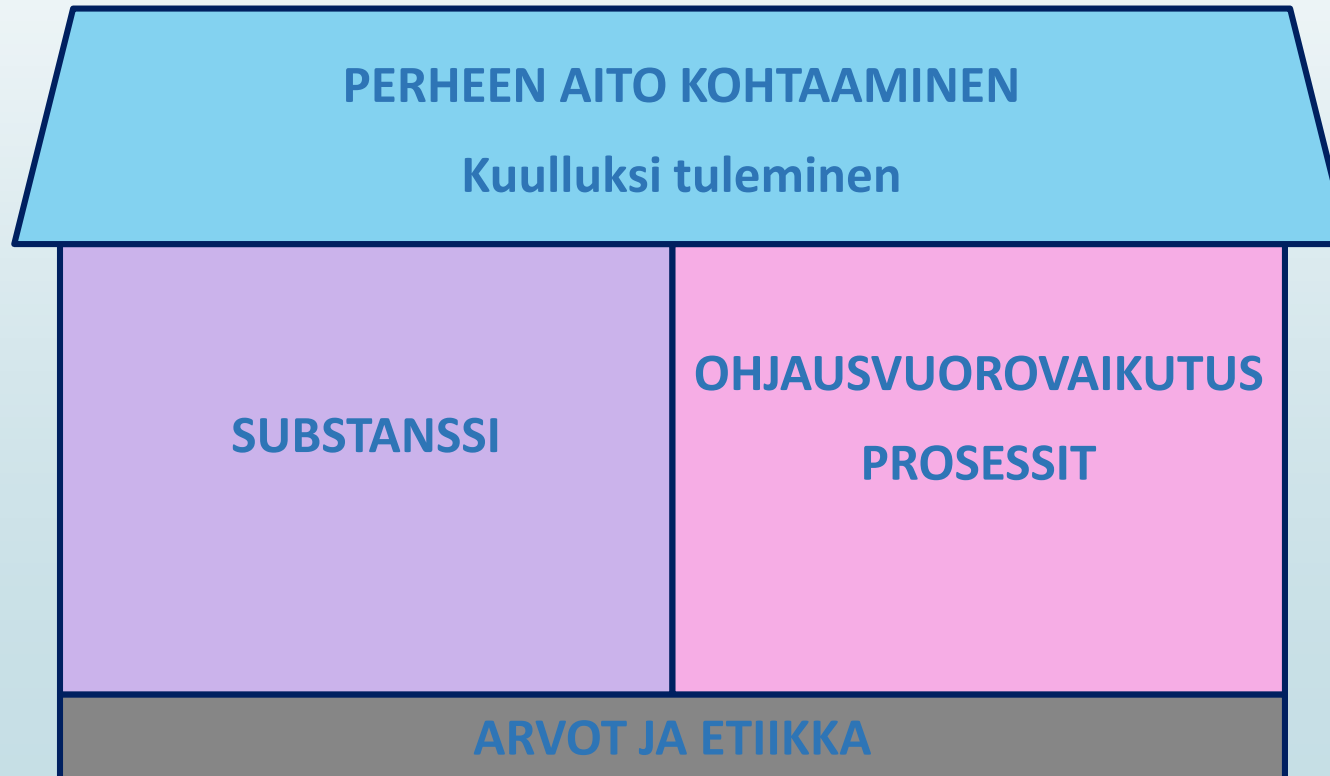 PERHEEN AITO KOHTAAMINEN
Kuulluksi tuleminen
SUBSTANSSI
OHJAUSVUOROVAIKUTUS
PROSESSIT
ARVOT JA ETIIKKA